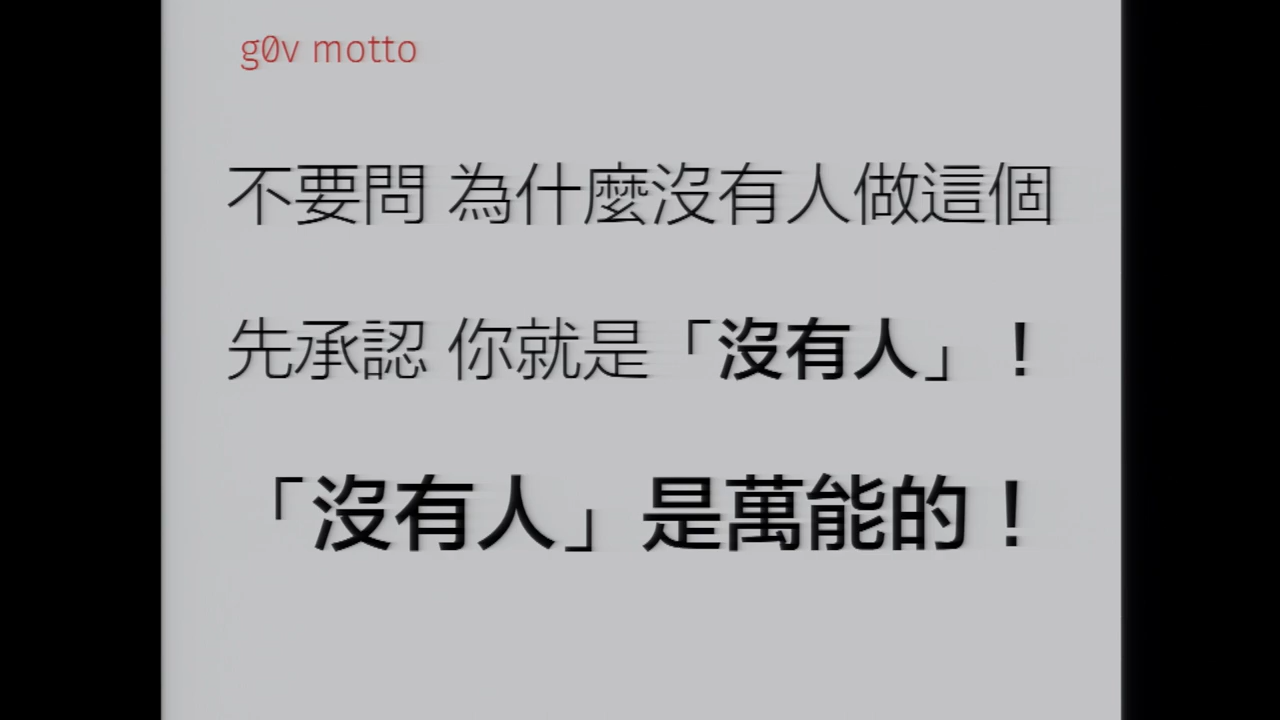 g0v motto
不要問 為什麼沒有人做這個
先承認 你就是「沒有人」！
「沒有人」是萬能的！